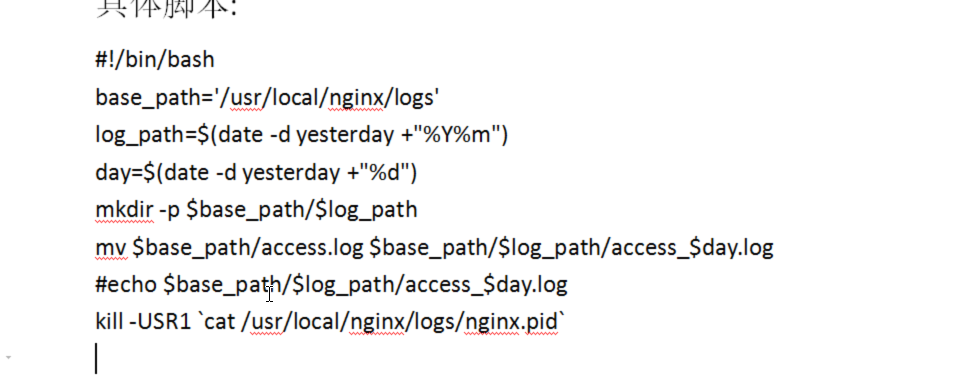 具体脚本:
#!/bin/bash
base_path='/usr/local/nginx/logs'
log_path=$(date -d yesterday +"%Y%m")
day=$(date -d yesterday +"%d")
mkdir -p $base_path/$log_path
mv $base_path/access.log $base_path/$log_path/access_$day.log
#echo $base_path/$log_path/access_$day.log
kill -USR1 `cat /usr/local/nginx/logs/nginx.pid`